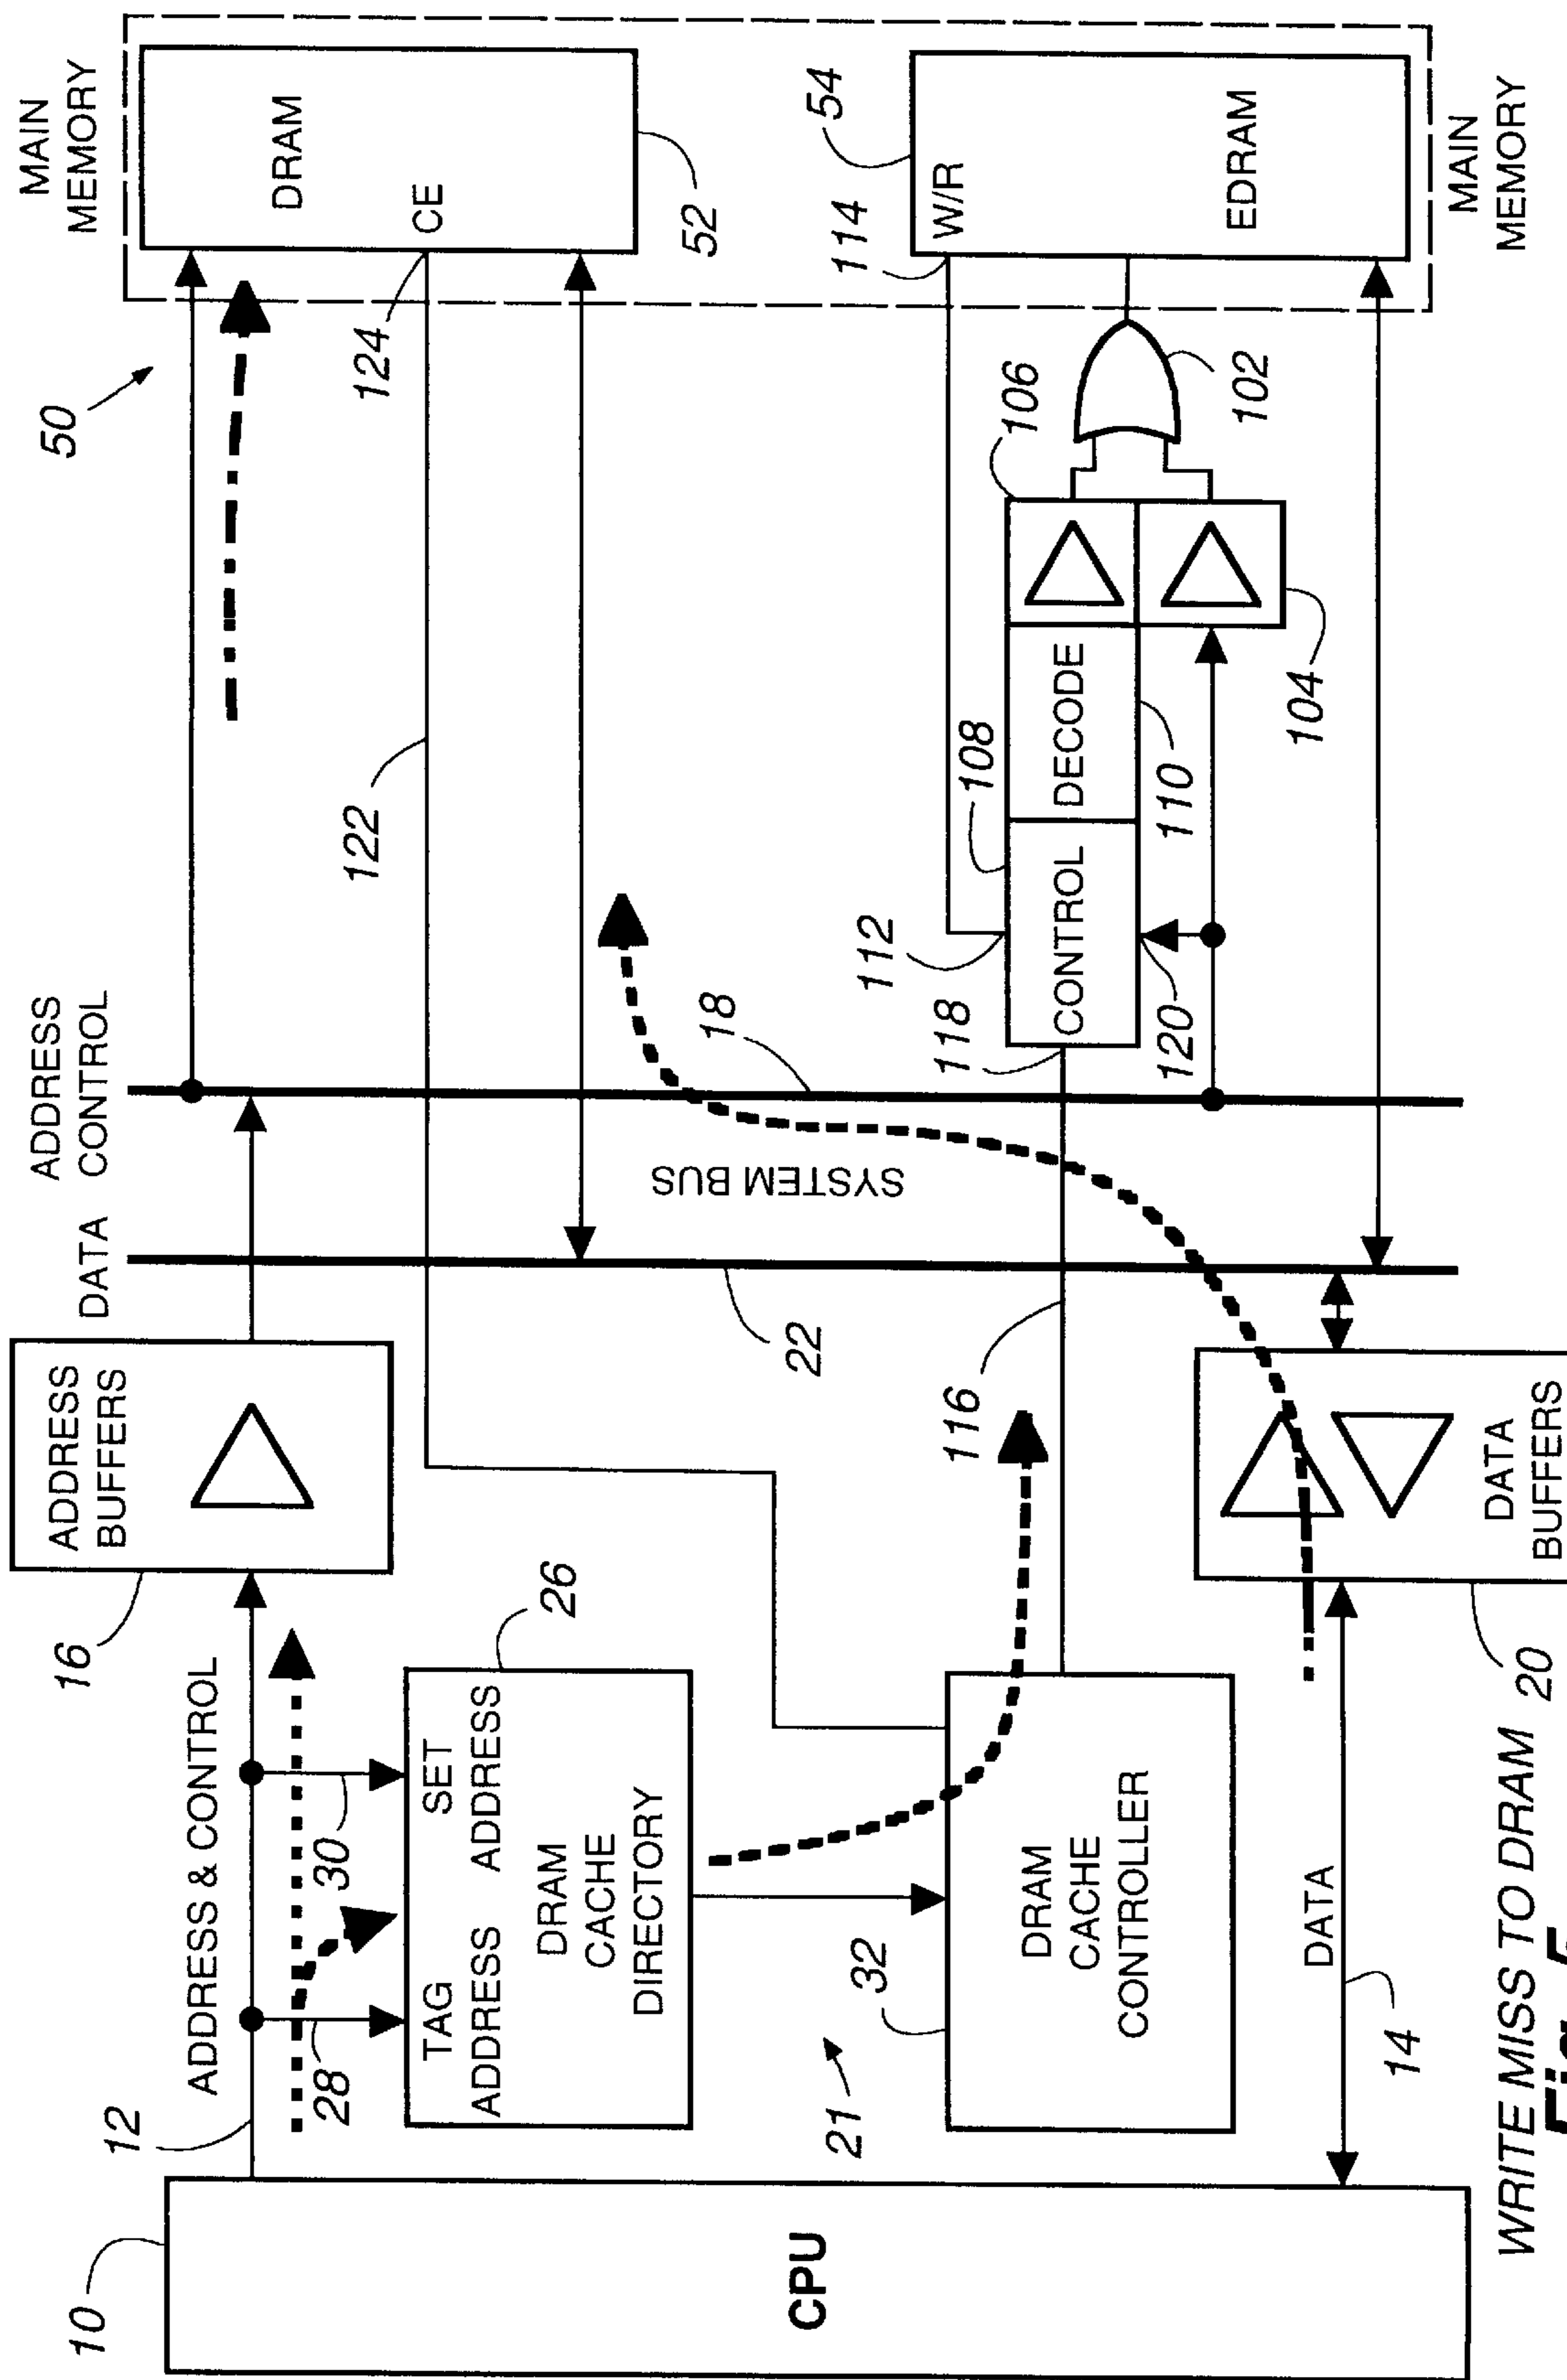 MAIN
MEMORY
DRAM
CE
52
50
124
122
ADDRESS
CONTROL
DATA
ADDRESS
BUFFERS
16
ADDRESS & CONTROL
12
10
CPU
28
30
TAG
ADDRESS
SET
ADDRESS
26
DRAM
CACHE
DIRECTORY
21
32
DRAM
CACHE
CONTROLLER
SYSTEM BUS
18
22
116
118
112
CONTROL
108
DECODE
110
120
106
104
102
114
W/R
54
EDRAM
MAIN
MEMORY
DATA
BUFFERS
20
DATA
14
WRITE MISS TO DRAM